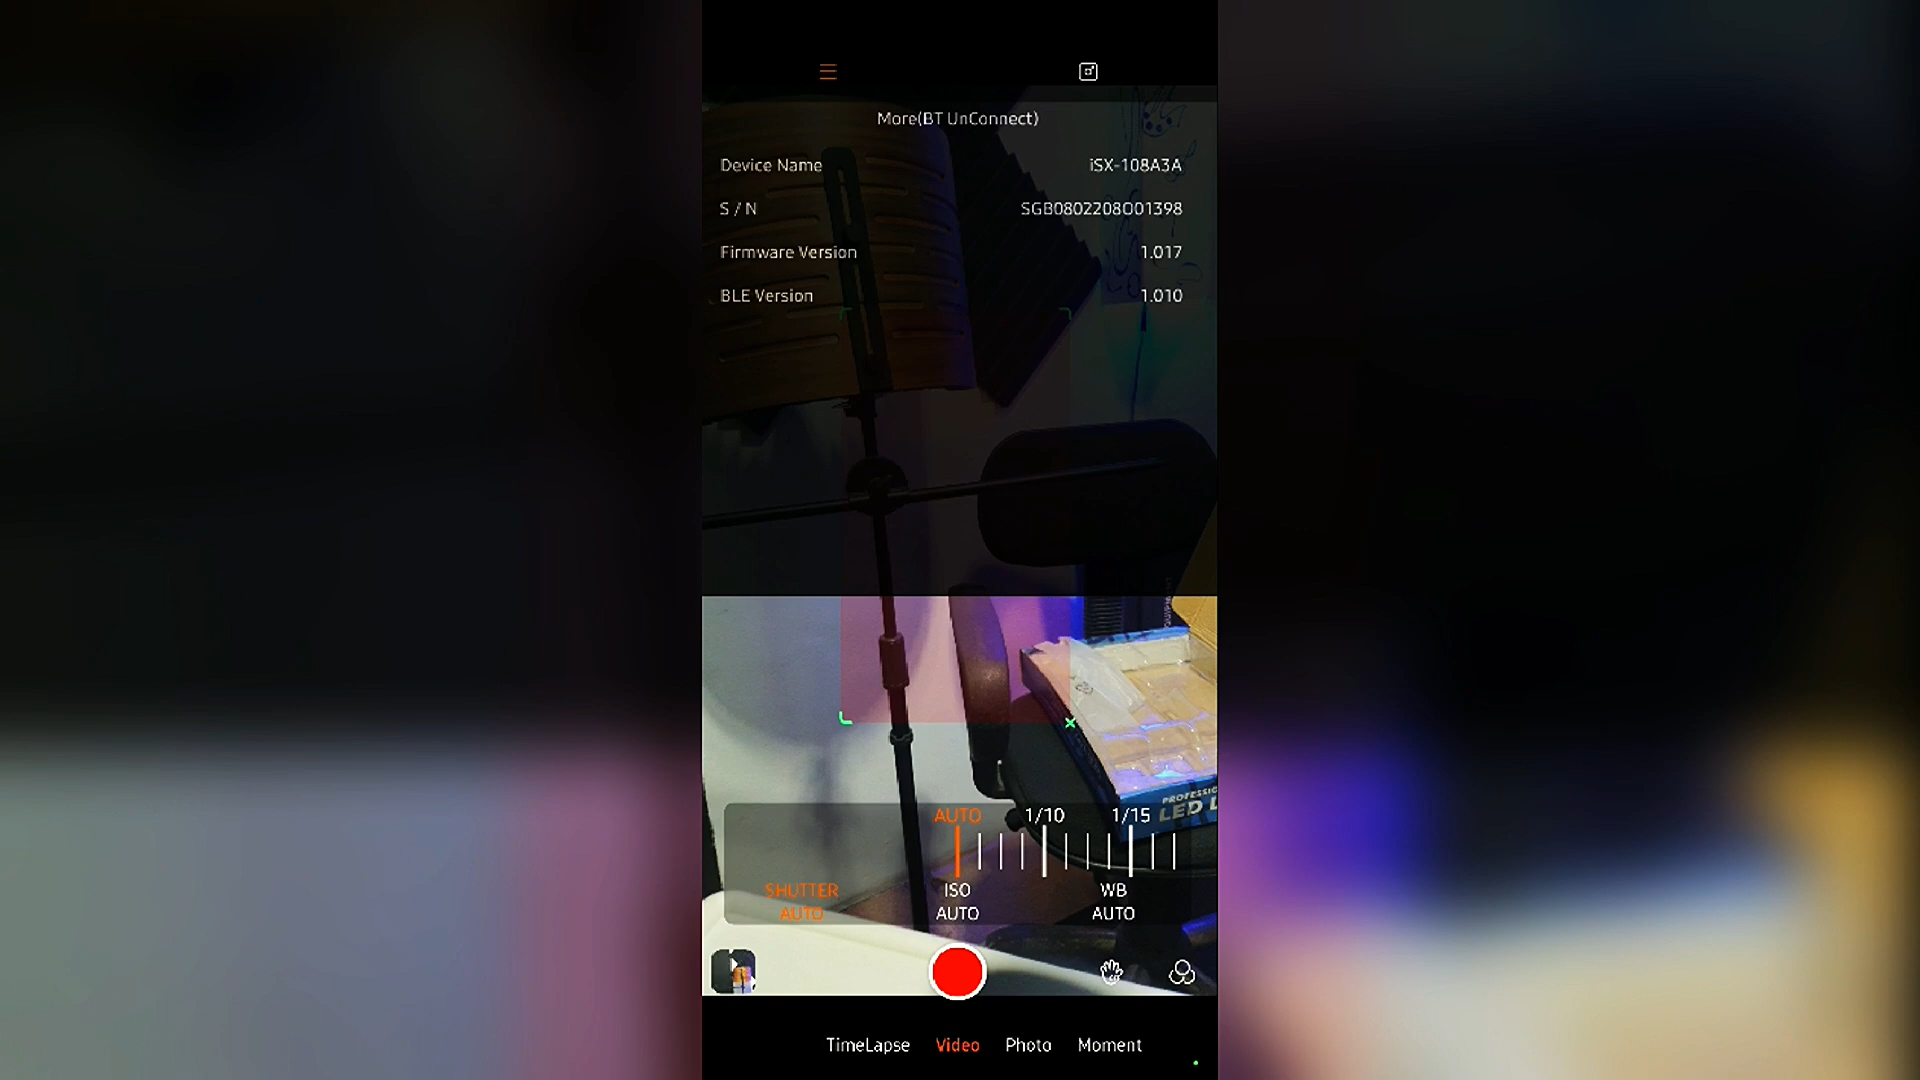 More(BT UnConnect)
Device Name iSX-108A3A
S / N SGB0802208001398
Firmware Version 1.017
BLE Version 1.010
AUTO 1/10 1/15
SHUTTER ISO WB
AUTO AUTO AUTO
TimeLapse Video Photo Moment